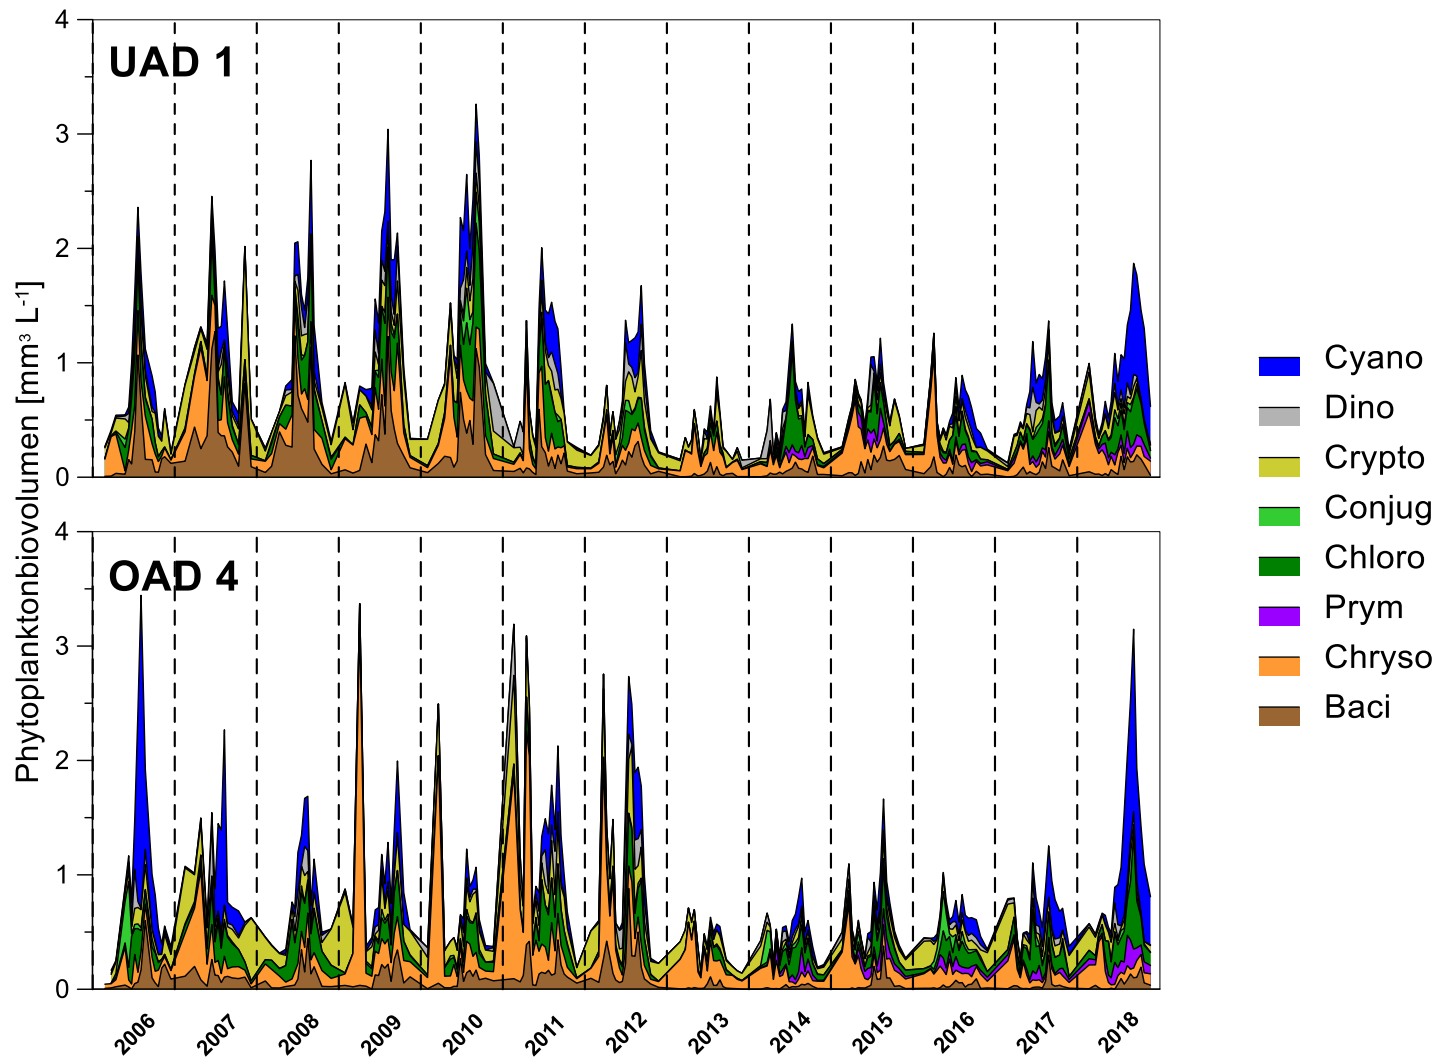 Phytoplanktonbiovolumen [mm³ L⁻¹]
4
3
2
1
0
UAD 1
4
3
2
1
0
OAD 4
2006 2007 2008 2009 2010 2011 2012 2013 2014 2015 2016 2017 2018
Cyano
Dino
Crypto
Conjug
Chloro
Prym
Chryso
Baci